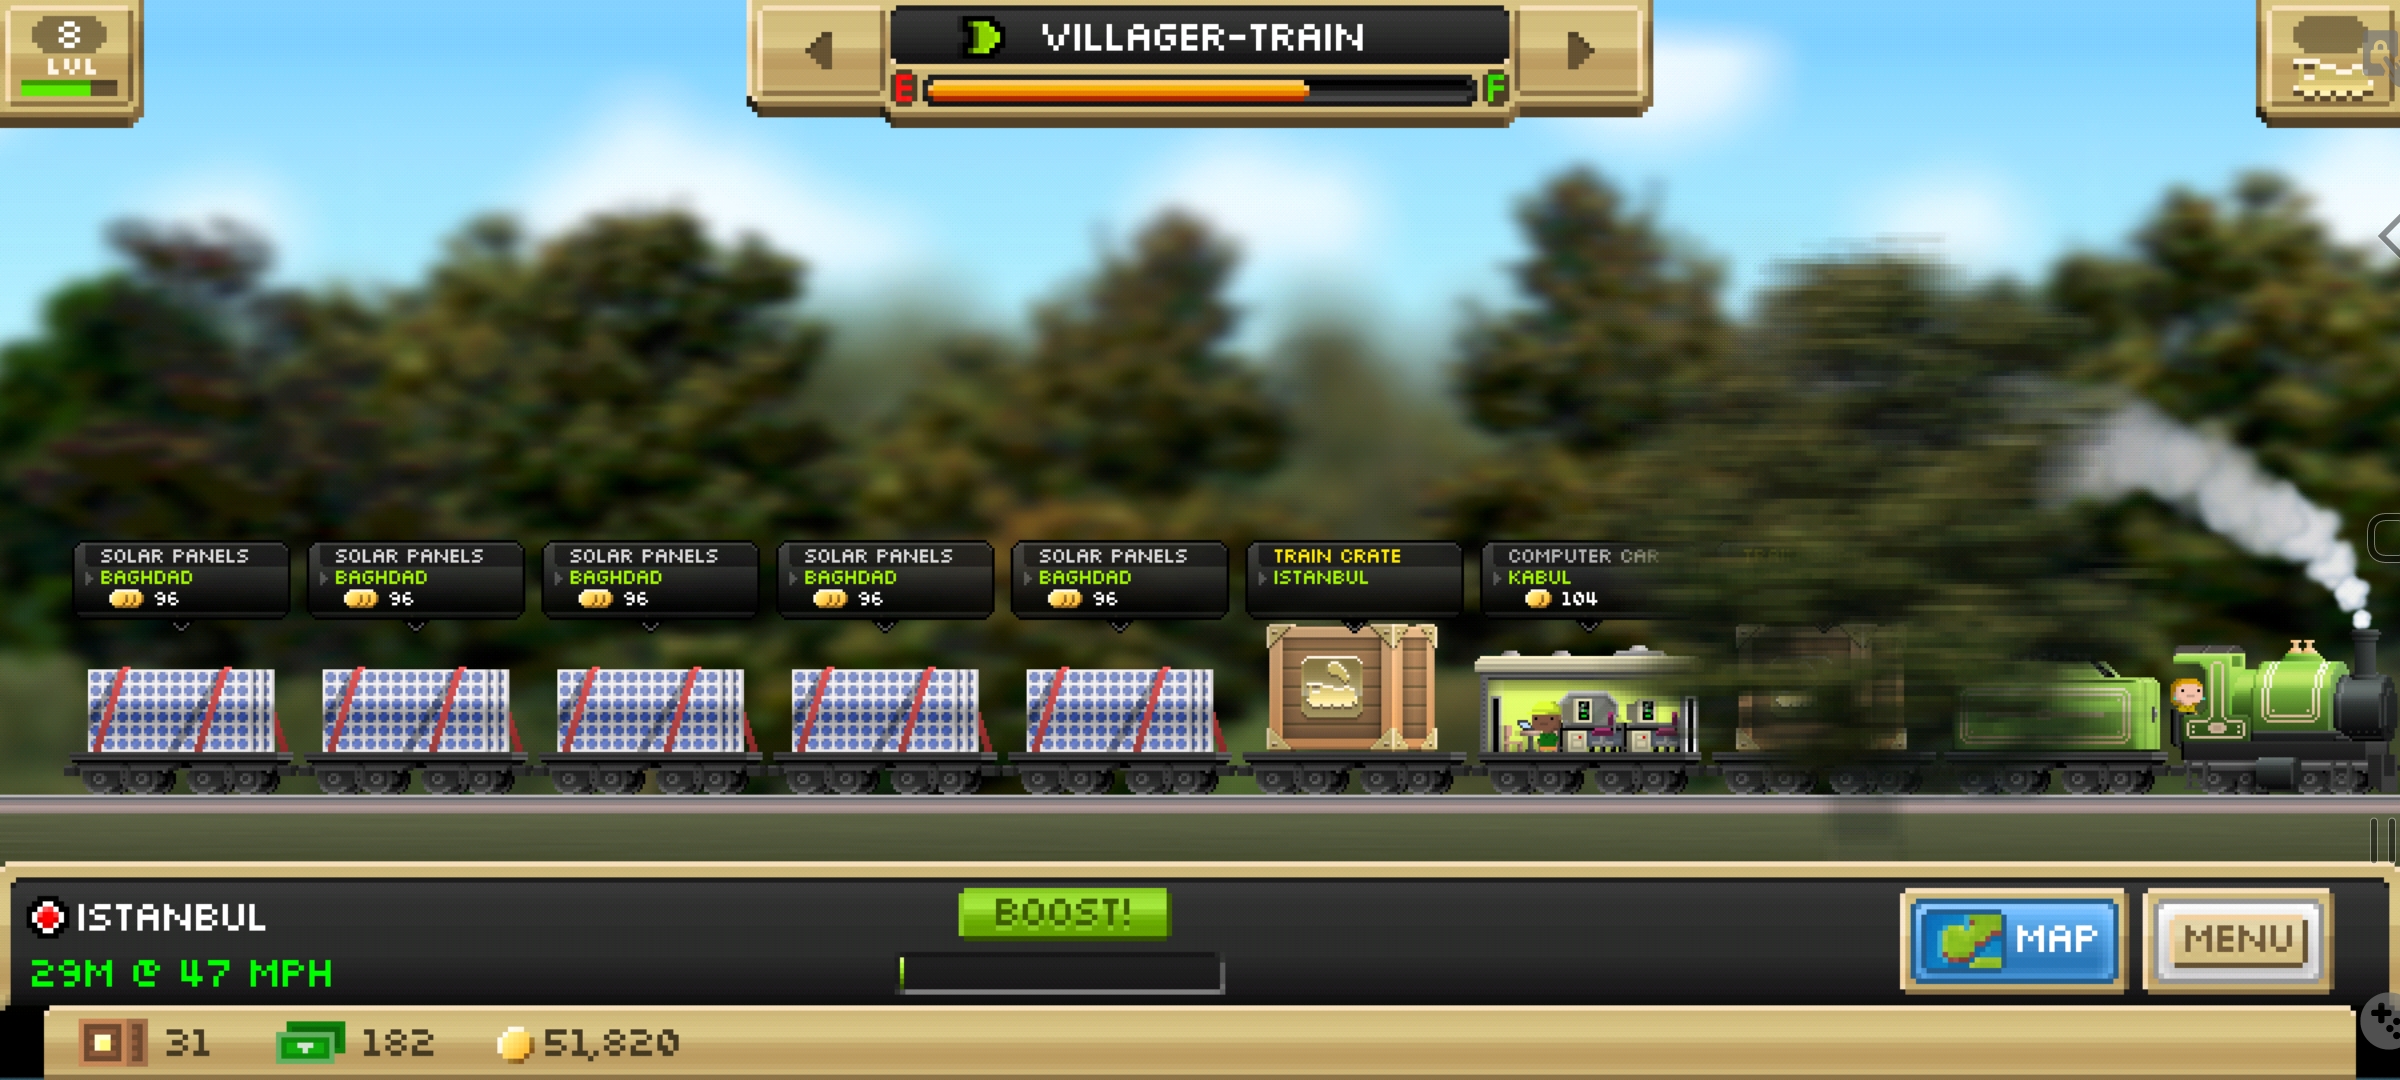 8
LVL
VILLAGER-TRAIN
E F
SOLAR PANELS
BAGHDAD
96
SOLAR PANELS
BAGHDAD
96
SOLAR PANELS
BAGHDAD
96
SOLAR PANELS
BAGHDAD
96
SOLAR PANELS
BAGHDAD
96
TRAIN CRATE
ISTANBUL
COMPUTER CAR
KABUL
104
ISTANBUL
29M @ 47 MPH
BOOST!
MAP
MENU
31
182
51,820